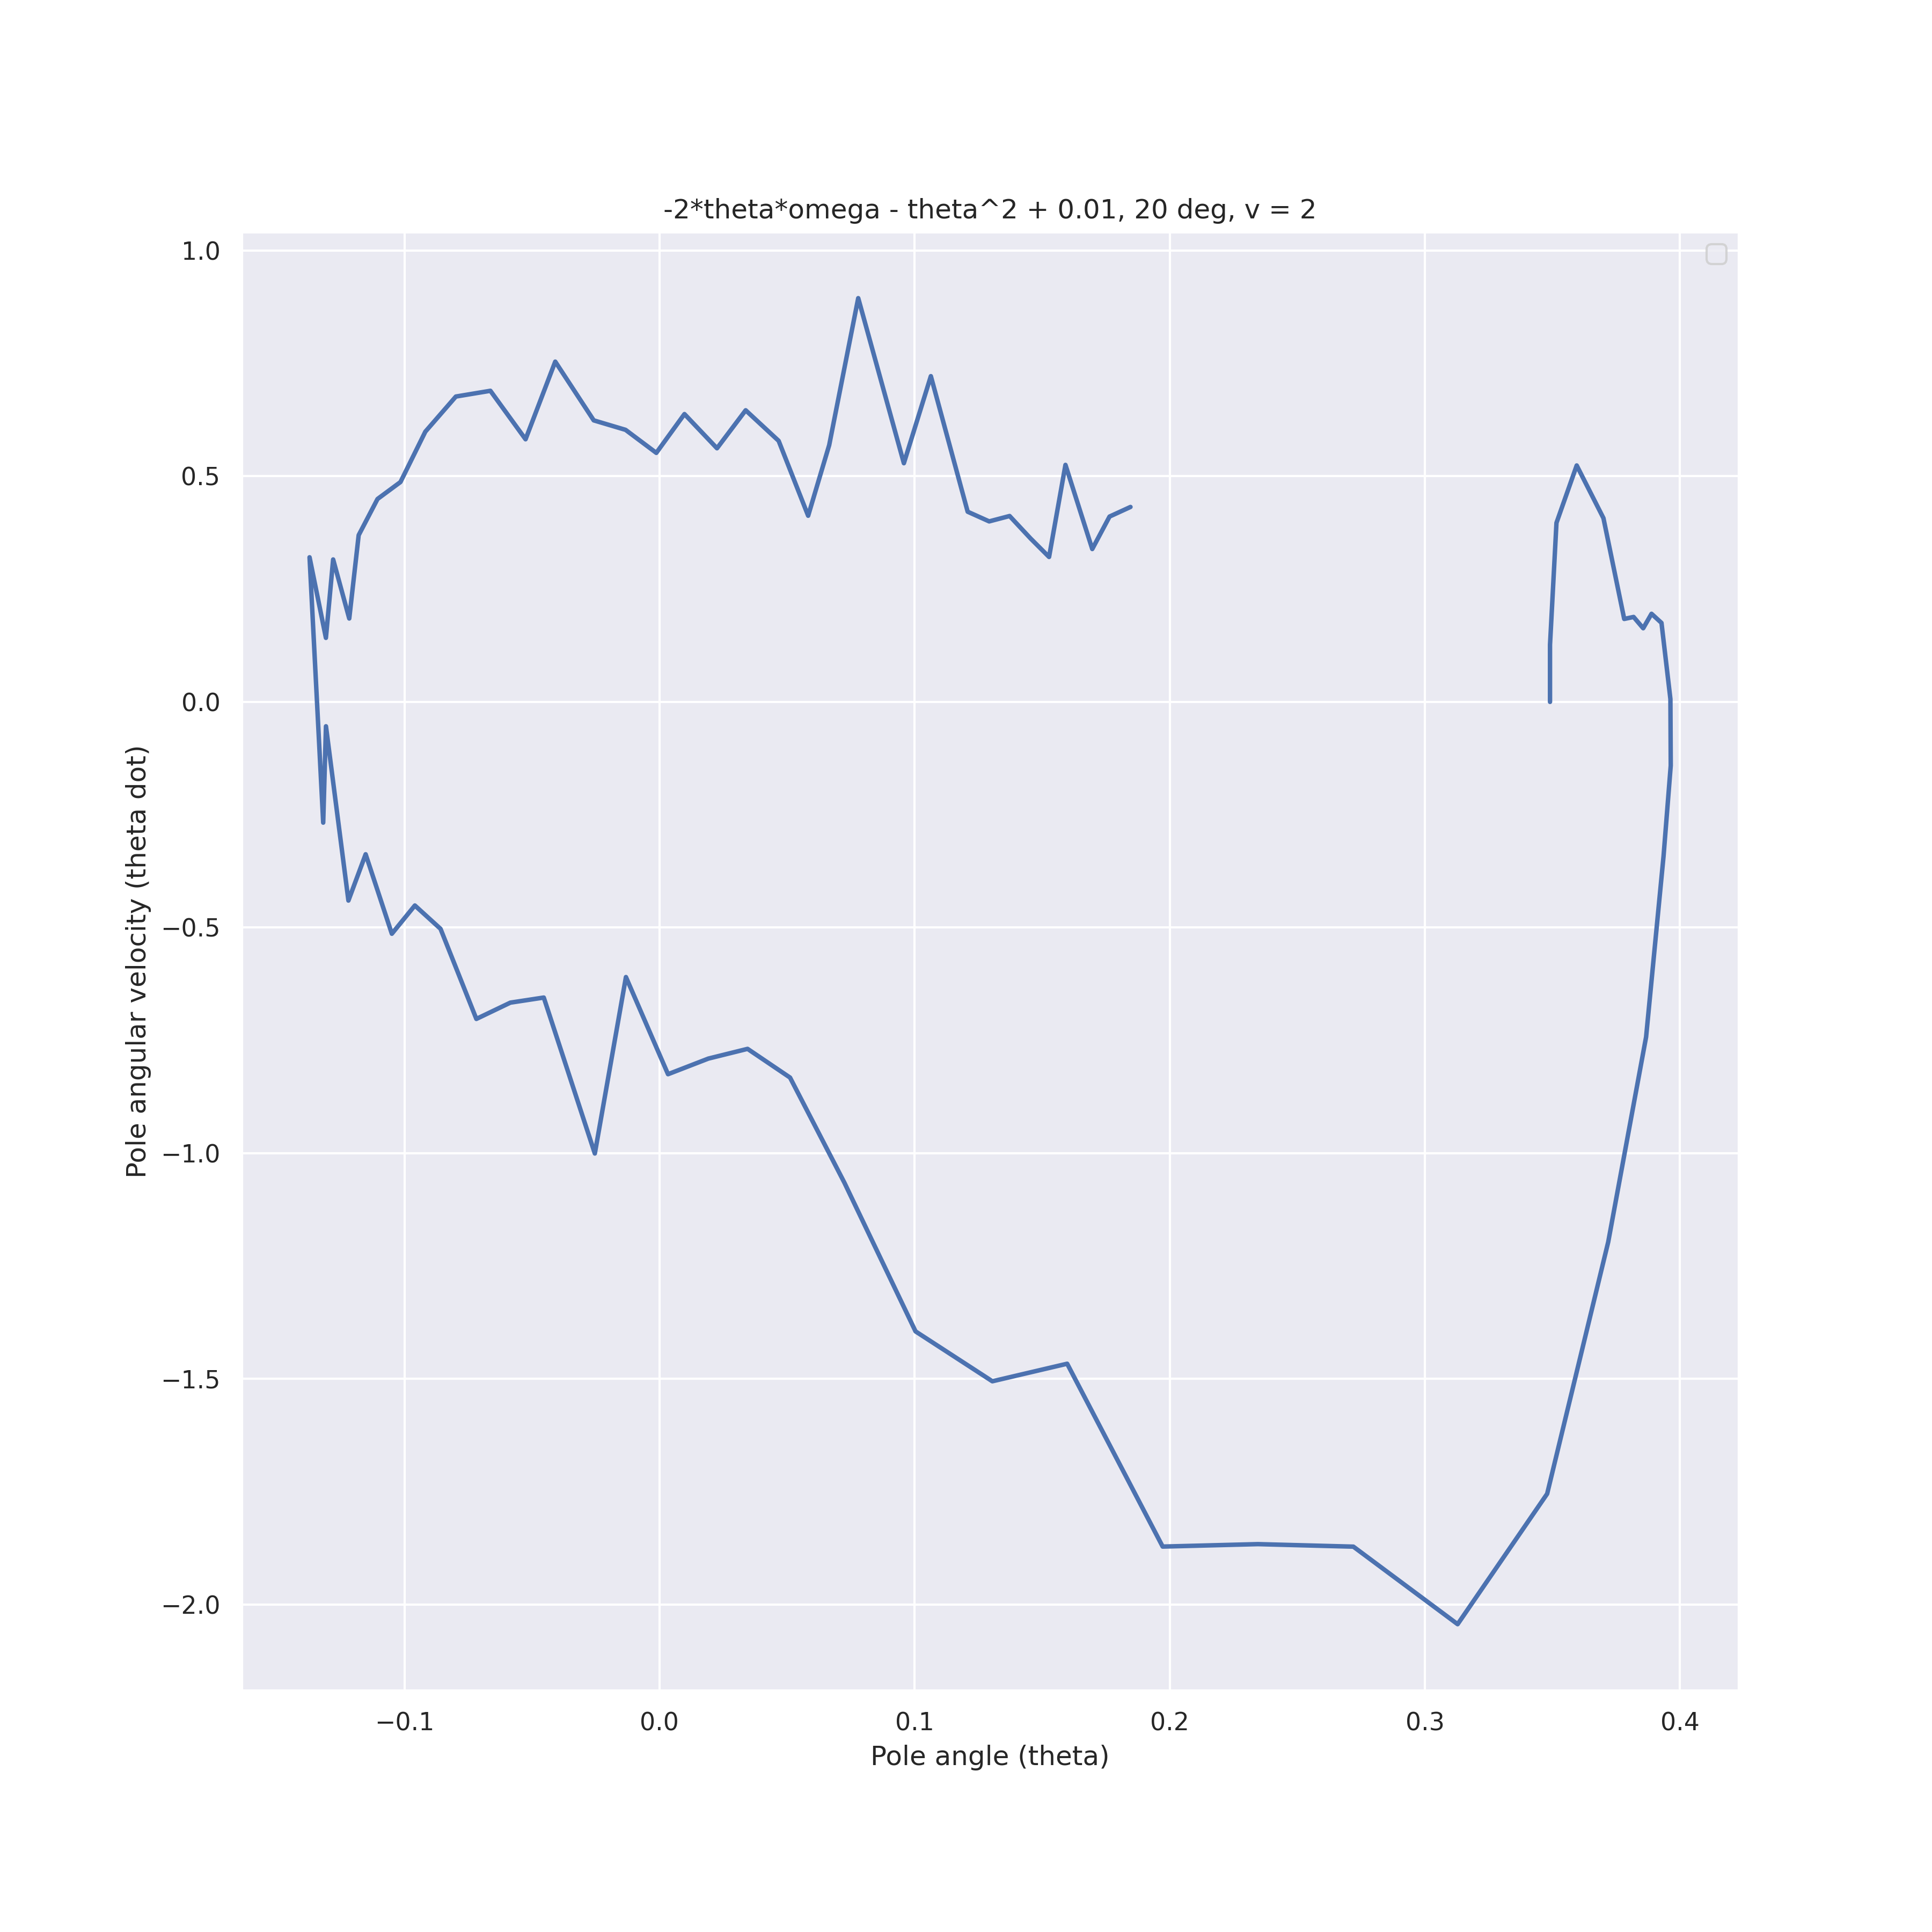 -2*theta*omega - theta^2 + 0.01, 20 deg, v = 2
1.0
0.5
0.0
−0.5
−1.0
−1.5
−2.0
Pole angular velocity (theta dot)
−0.1 0.0 0.1 0.2 0.3 0.4
Pole angle (theta)